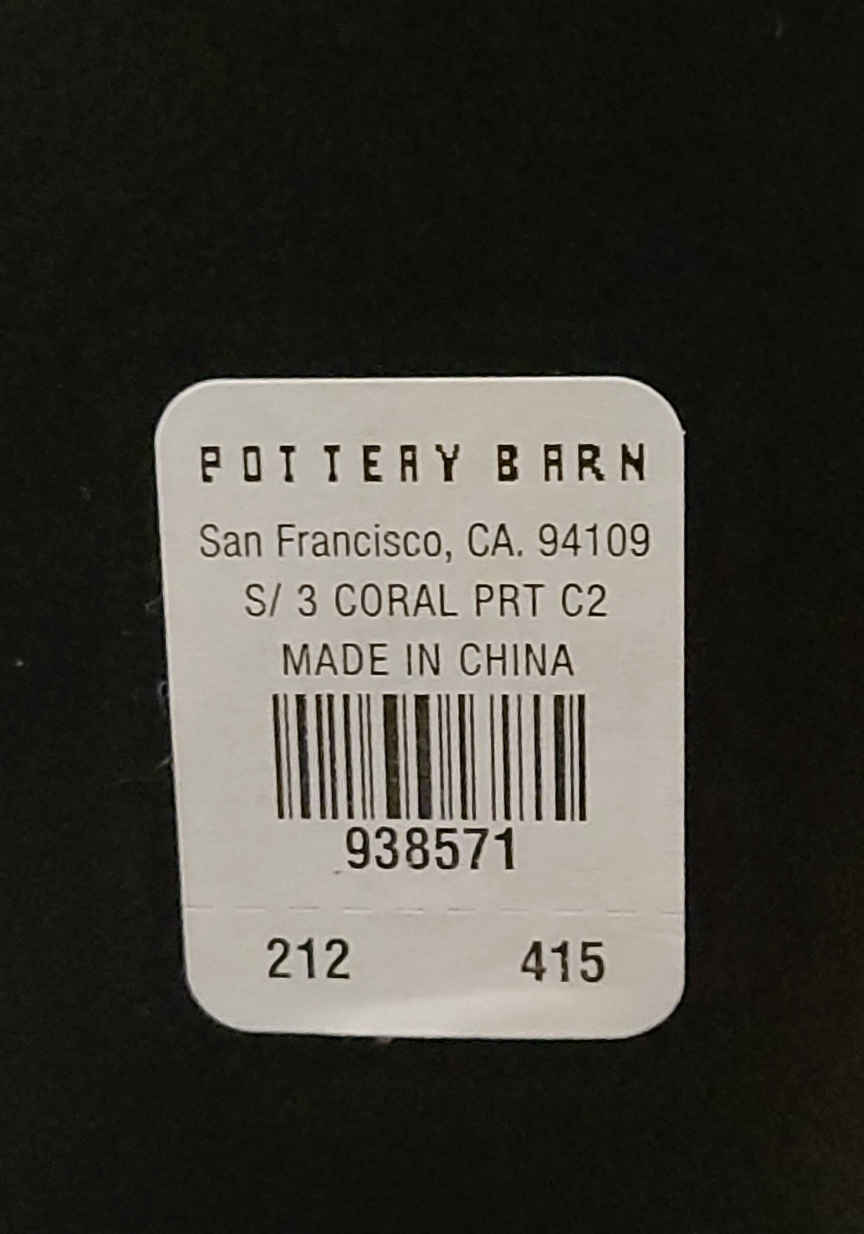 POTTERY BARN
San Francisco, CA. 94109
S/ 3 CORAL PRT C2
MADE IN CHINA
938571
212 415